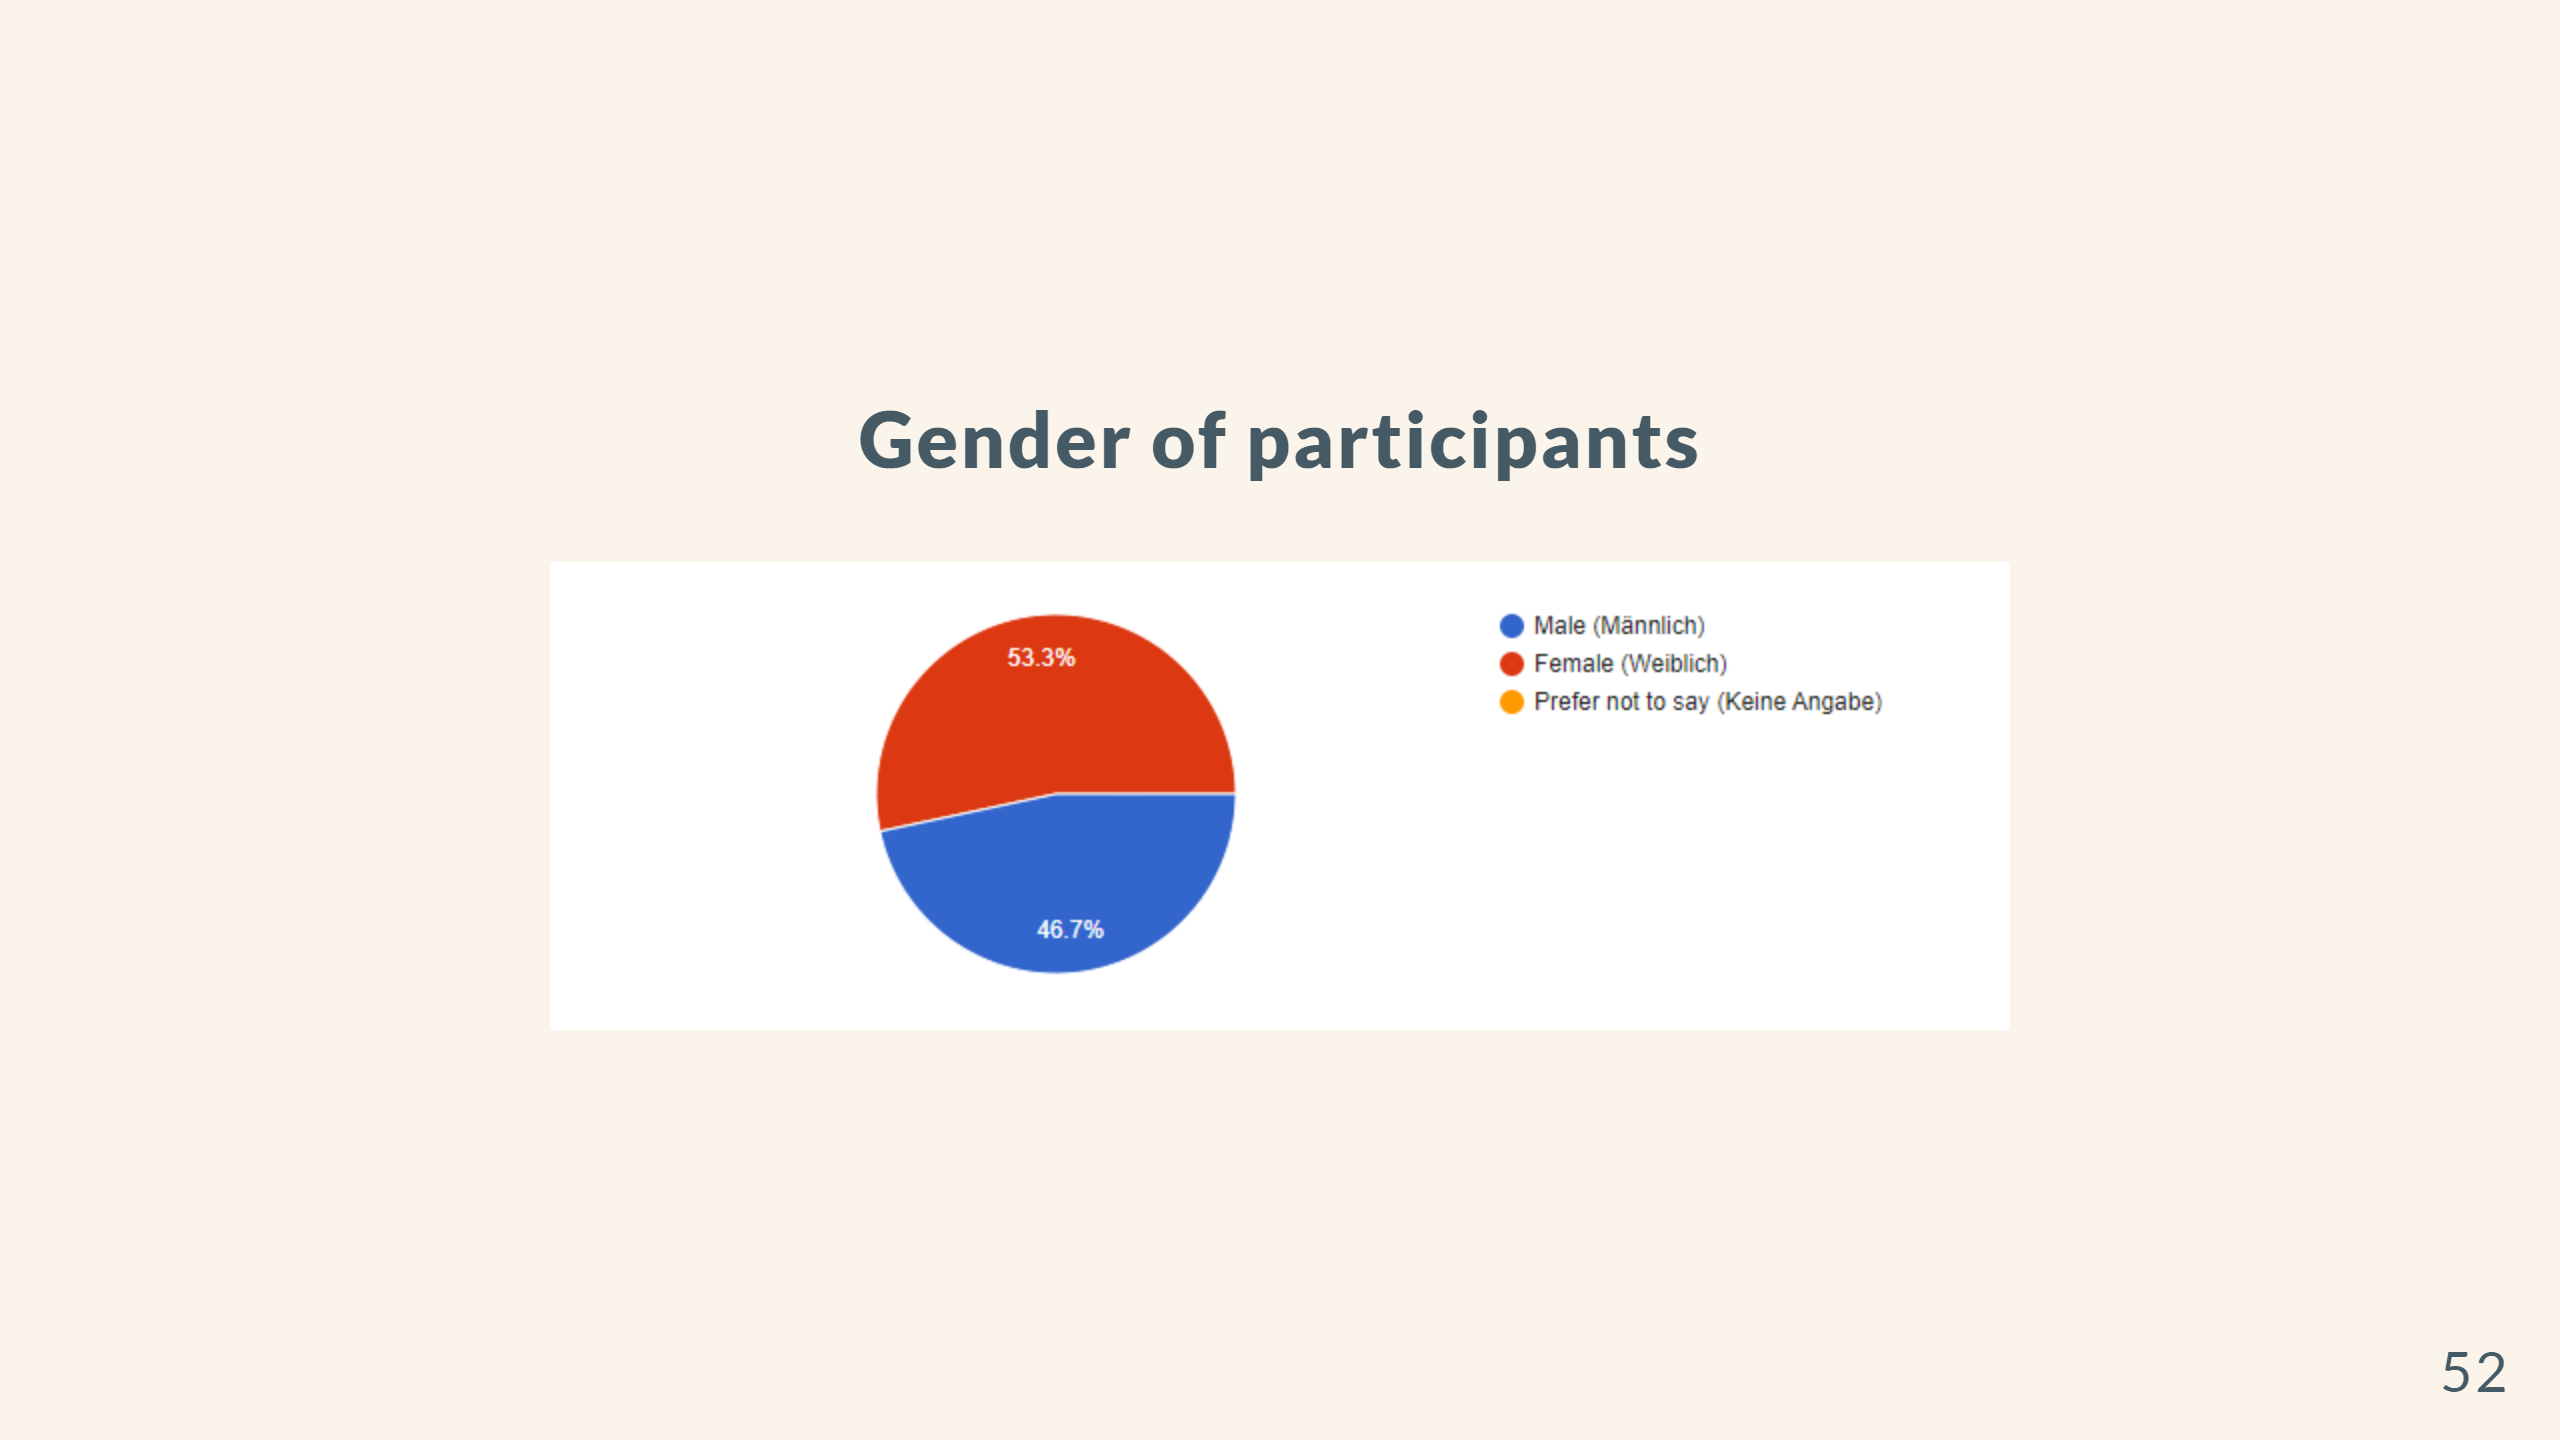 Gender of participants
53.3%
46.7%
Male (Männlich)
Female (Weiblich)
Prefer not to say (Keine Angabe)
52